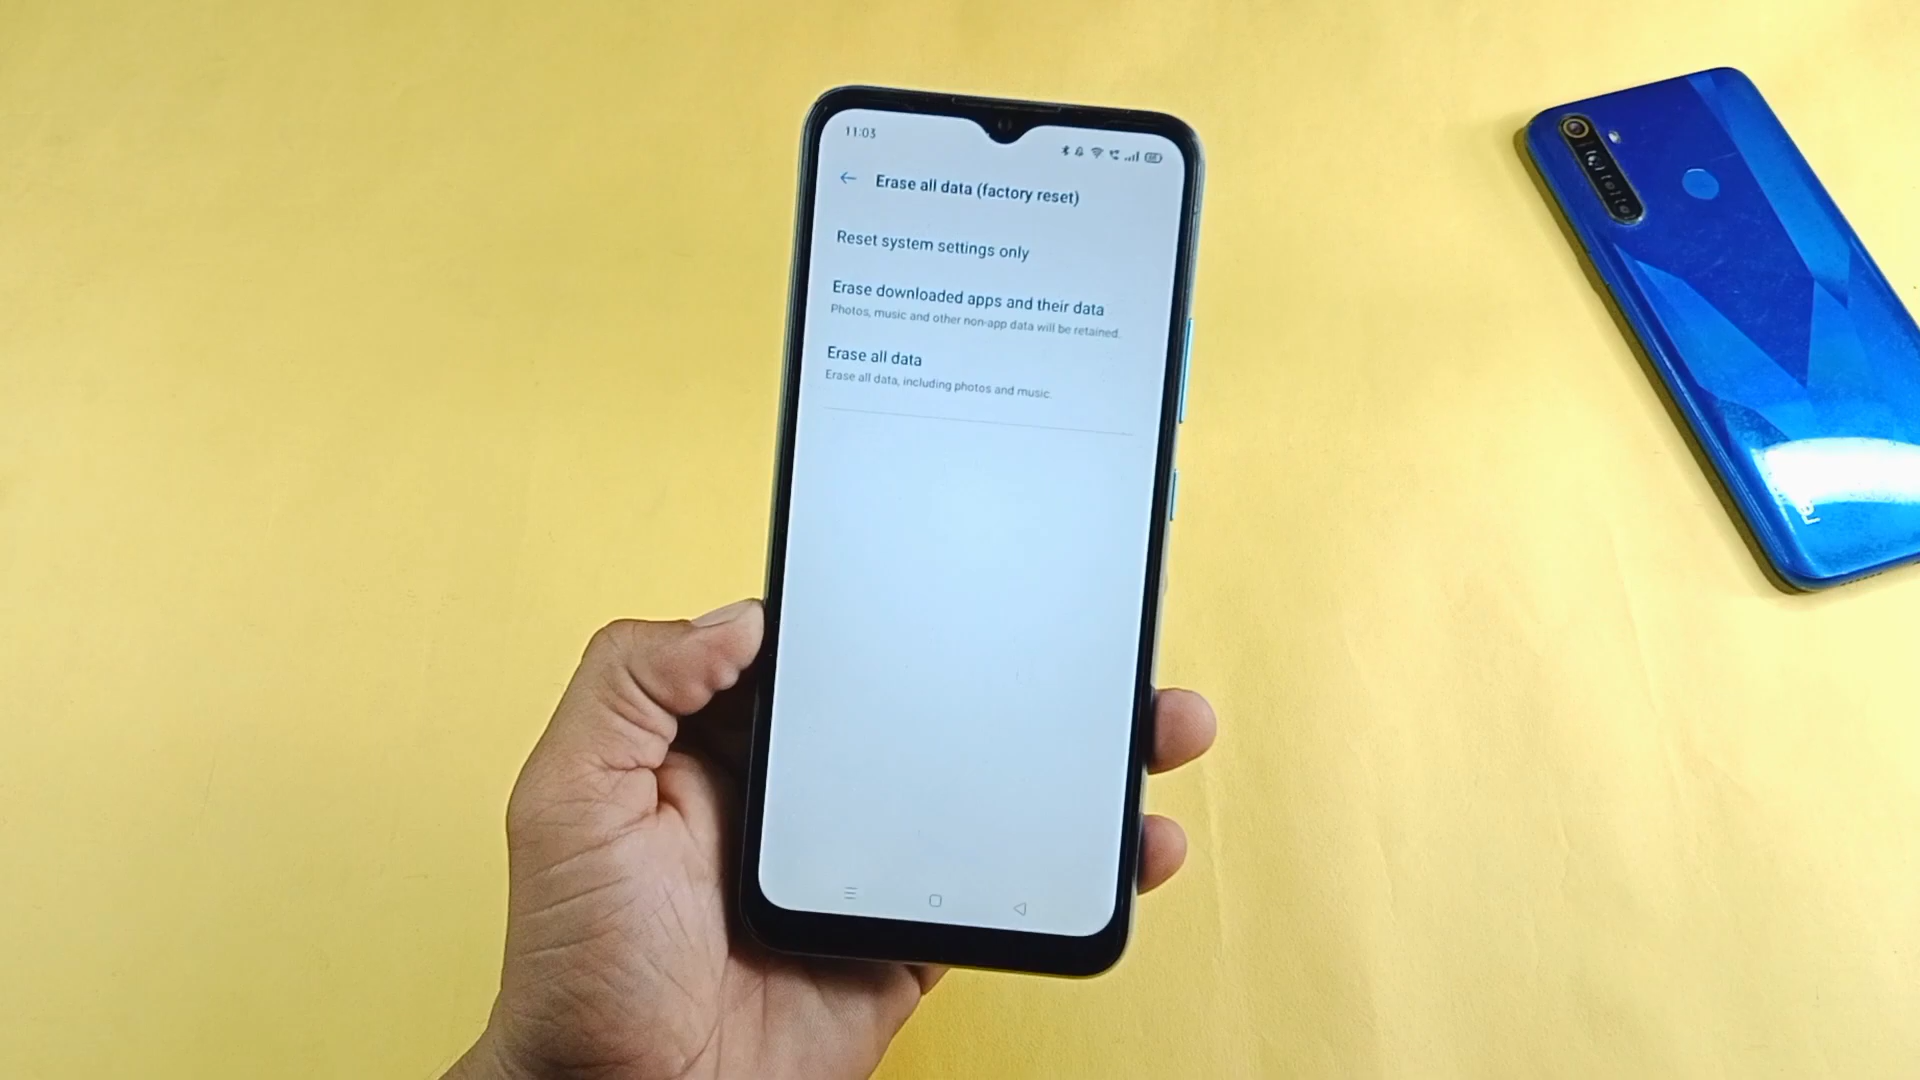 11:03
Erase all data (factory reset)
Reset system settings only
Erase downloaded apps and their data
Photos, music and other non-app data will be retained.
Erase all data
Erase all data, including photos and music.